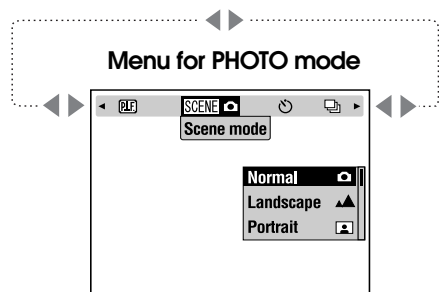 Menu for PHOTO mode
P.I.F. SCENE
Scene mode
Normal
Landscape
Portrait